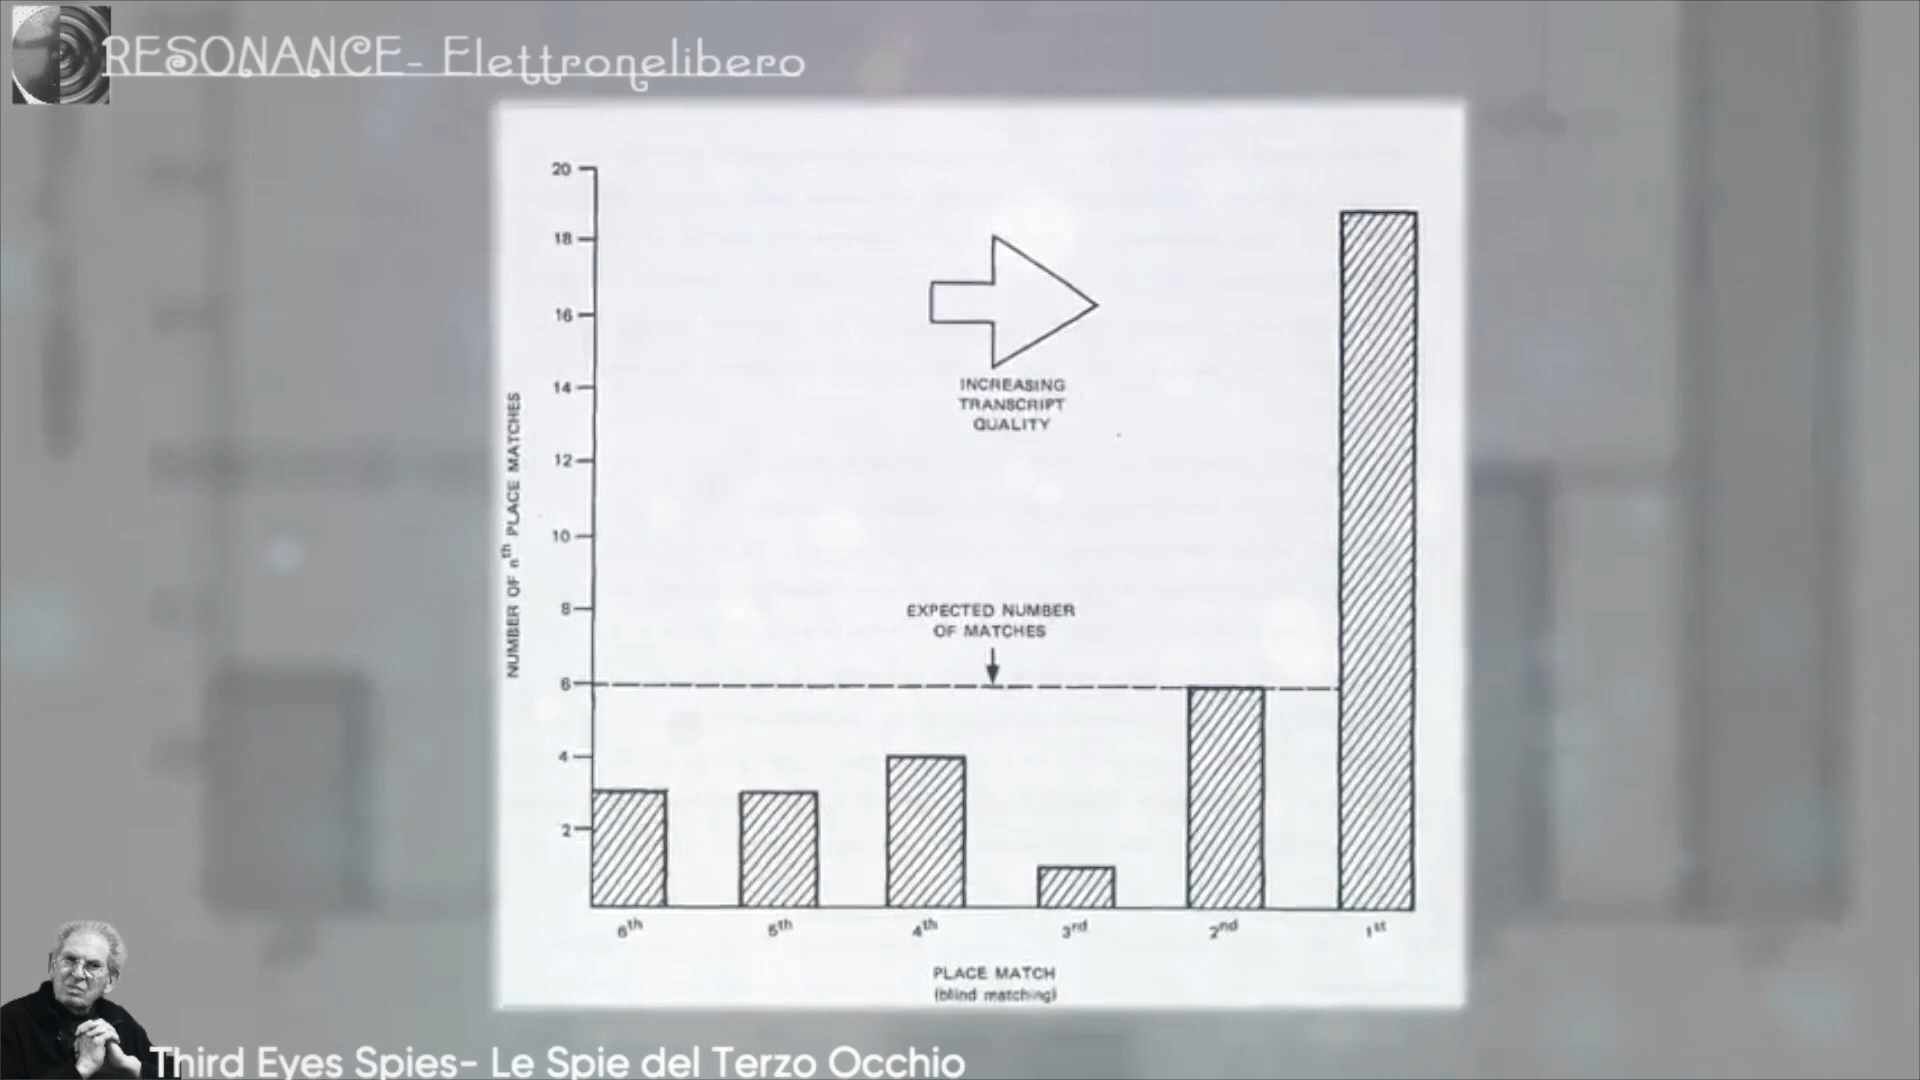 RESONANCE- Elettronelibero
20
18
16
14
12
10
8
6
4
2
NUMBER OF nth PLACE MATCHES
INCREASING
TRANSCRIPT
QUALITY
EXPECTED NUMBER
OF MATCHES
6th 5th 4th 3rd 2nd 1st
PLACE MATCH
(blind matching)
Third Eyes Spies- Le Spie del Terzo Occhio